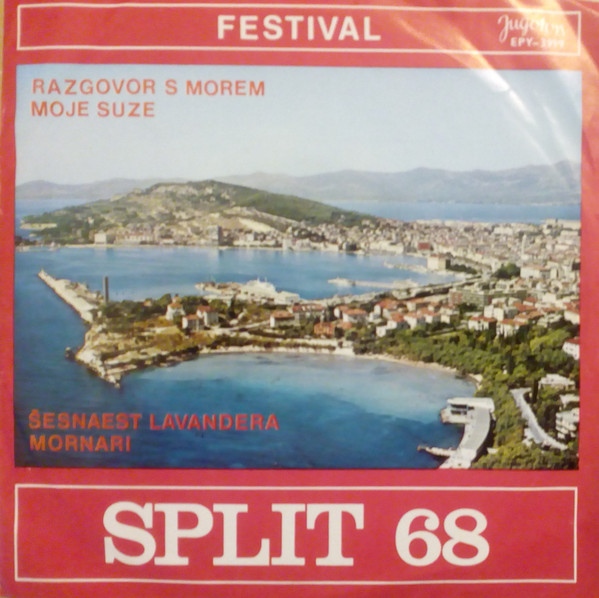 FESTIVAL
Jugoton
RAZGOVOR S MOREM
MOJE SUZE
ŠESNAEST LAVANDERA
MORNARI
SPLIT 68